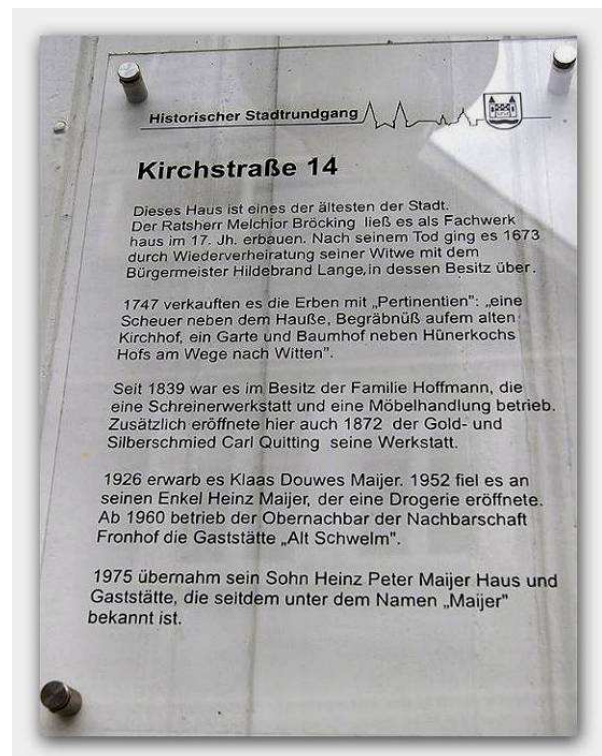 Historischer Stadtrundgang
Kirchstraße 14
Dieses Haus ist eines der ältesten der Stadt.
Der Ratsherr Melchior Bröcking ließ es als Fachwerk
haus im 17. Jh. erbauen. Nach seinem Tod ging es 1673
durch Wiederverheiratung seiner Witwe mit dem
Bürgermeister Hildebrand Lange,in dessen Besitz über.
1747 verkauften es die Erben mit „Pertinentien": „eine
Scheuer neben dem Hauße, Begräbnüß aufem alten
Kirchhof, ein Garte und Baumhof neben Hünerkochs
Hofs am Wege nach Witten".
Seit 1839 war es im Besitz der Familie Hoffmann, die
eine Schreinerwerkstatt und eine Möbelhandlung betrieb.
Zusätzlich eröffnete hier auch 1872 der Gold- und
Silberschmied Carl Quitting seine Werkstatt.
1926 erwarb es Klaas Douwes Maijer. 1952 fiel es an
seinen Enkel Heinz Maijer, der eine Drogerie eröffnete.
Ab 1960 betrieb der Obernachbar der Nachbarschaft
Fronhof die Gaststätte „Alt Schwelm".
1975 übernahm sein Sohn Heinz Peter Maijer Haus und
Gaststätte, die seitdem unter dem Namen „Maijer"
bekannt ist.